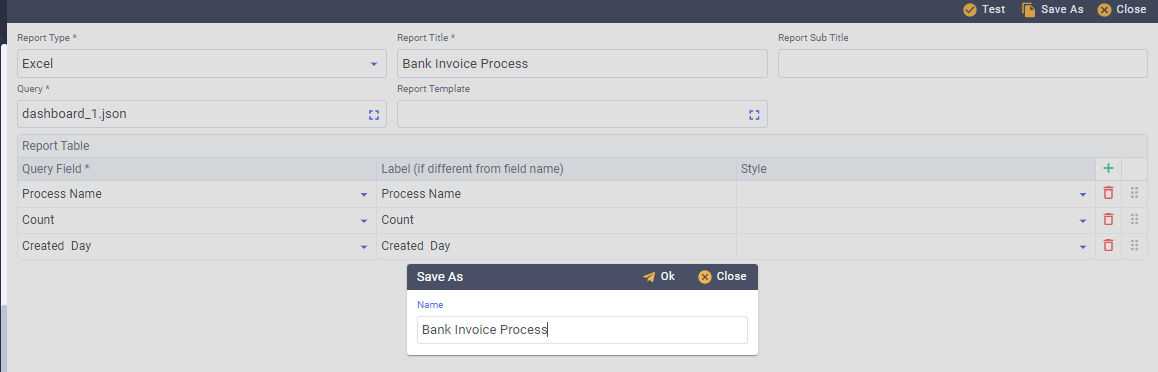 Test Save As Close
Report Type * Report Title * Report Sub Title
Excel Bank Invoice Process
Query * Report Template
dashboard_1.json
Report Table
Query Field * Label (if different from field name) Style
Process Name Process Name
Count Count
Created Day Created Day
Save As Ok Close
Name
Bank Invoice Process